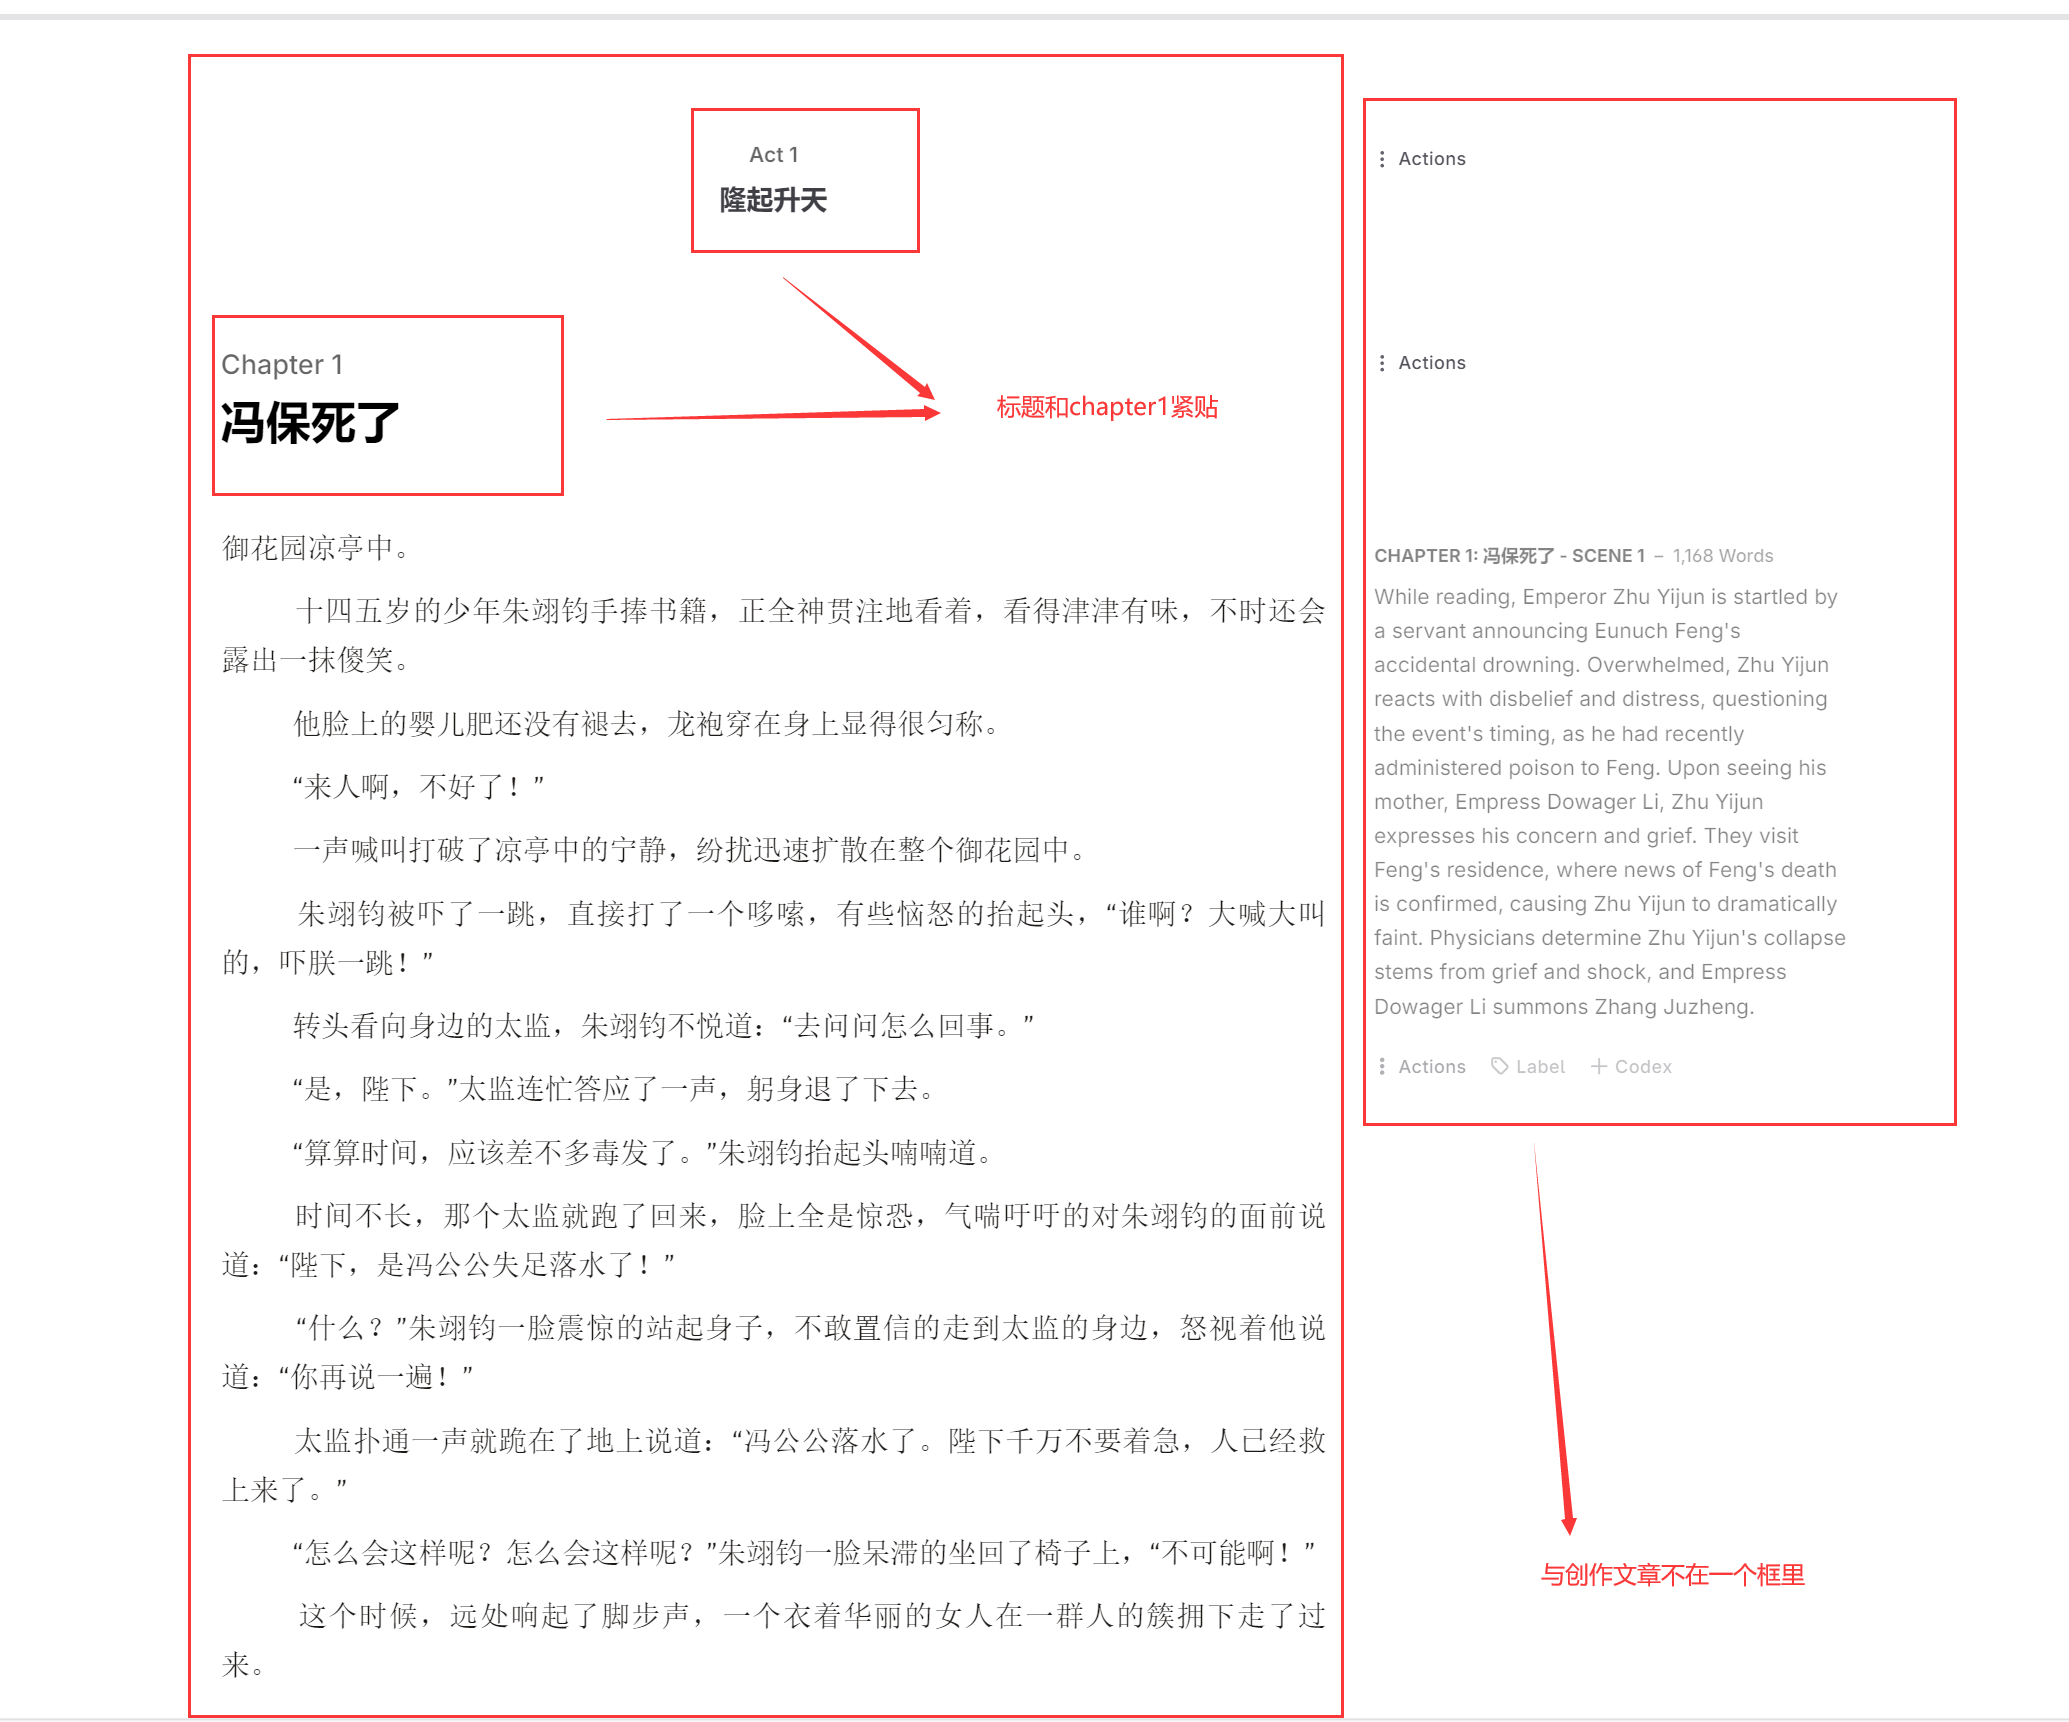 Act 1
隆起升天
Chapter 1
冯保死了
标题和chapter1紧贴
御花园凉亭中。
十四五岁的少年朱翊钧手捧书籍，正全神贯注地看着，看得津津有味，不时还会
露出一抹傻笑。
他脸上的婴儿肥还没有褪去，龙袍穿在身上显得很匀称。
“来人啊，不好了！”
一声喊叫打破了凉亭中的宁静，纷扰迅速扩散在整个御花园中。
朱翊钧被吓了一跳，直接打了一个哆嗦，有些恼怒的抬起头，“谁啊？大喊大叫
的，吓朕一跳！”
转头看向身边的太监，朱翊钧不悦道：“去问问怎么回事。”
“是，陛下。”太监连忙答应了一声，躬身退了下去。
“算算时间，应该差不多毒发了。”朱翊钧抬起头喃喃道。
时间不长，那个太监就跑了回来，脸上全是惊恐，气喘吁吁的对朱翊钧的面前说
道：“陛下，是冯公公失足落水了！”
“什么？”朱翊钧一脸震惊的站起身子，不敢置信的走到太监的身边，怒视着他说
道：“你再说一遍！”
太监扑通一声就跪在了地上说道：“冯公公落水了。陛下千万不要着急，人已经救
上来了。”
“怎么会这样呢？怎么会这样呢？”朱翊钧一脸呆滞的坐回了椅子上，“不可能啊！”
这个时候，远处响起了脚步声，一个衣着华丽的女人在一群人的簇拥下走了过
来。
Actions
Actions
CHAPTER 1: 冯保死了 - SCENE 1 – 1,168 Words
While reading, Emperor Zhu Yijun is startled by
a servant announcing Eunuch Feng's
accidental drowning. Overwhelmed, Zhu Yijun
reacts with disbelief and distress, questioning
the event's timing, as he had recently
administered poison to Feng. Upon seeing his
mother, Empress Dowager Li, Zhu Yijun
expresses his concern and grief. They visit
Feng's residence, where news of Feng's death
is confirmed, causing Zhu Yijun to dramatically
faint. Physicians determine Zhu Yijun's collapse
stems from grief and shock, and Empress
Dowager Li summons Zhang Juzheng.
Actions Label + Codex
与创作文章不在一个框里